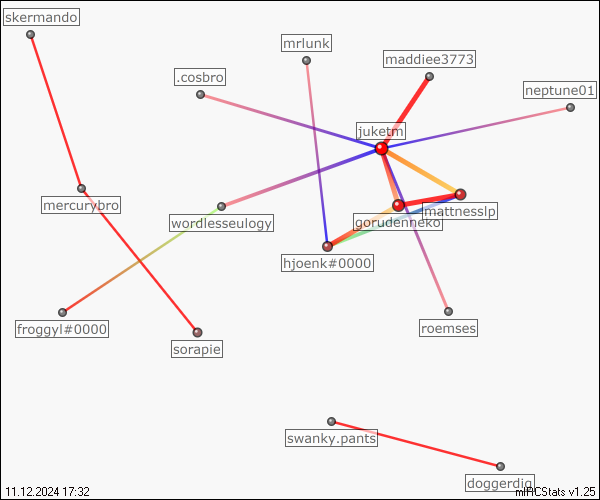 skermando
mrlunk
maddiee3773
.cosbro
neptune01
juketm
mercurybro
wordlesseulogy
gorudenneko
mattnesslp
hjoenk#0000
froggyl#0000
roemses
sorapie
swanky.pants
doggerdig
11.12.2024 17:32
mIRCStats v1.25